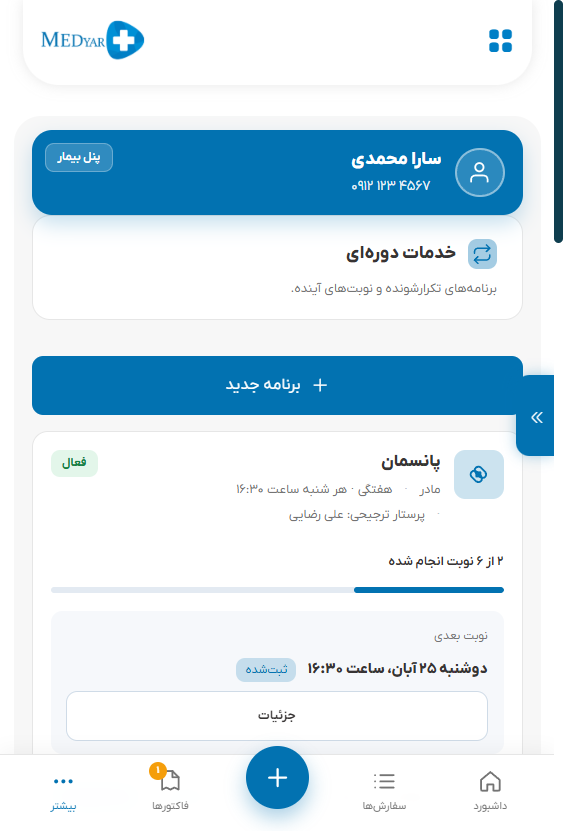 MEDYAR
سارا محمدی
۰۹۱۲ ۱۲۳ ۴۵۶۷
پنل بیمار
خدمات دوره‌ای
برنامه‌های تکرارشونده و نوبت‌های آینده.
+ برنامه جدید
«
پانسمان
فعال
مادر · هفتگی · هر شنبه ساعت ۱۶:۳۰
· پرستار ترجیحی: علی رضایی
۲ از ۶ نوبت انجام شده
نوبت بعدی
دوشنبه ۲۵ آبان، ساعت ۱۶:۳۰ ثبت‌شده
جزئیات
داشبورد
سفارش‌ها
+
۱
فاکتورها
بیشتر